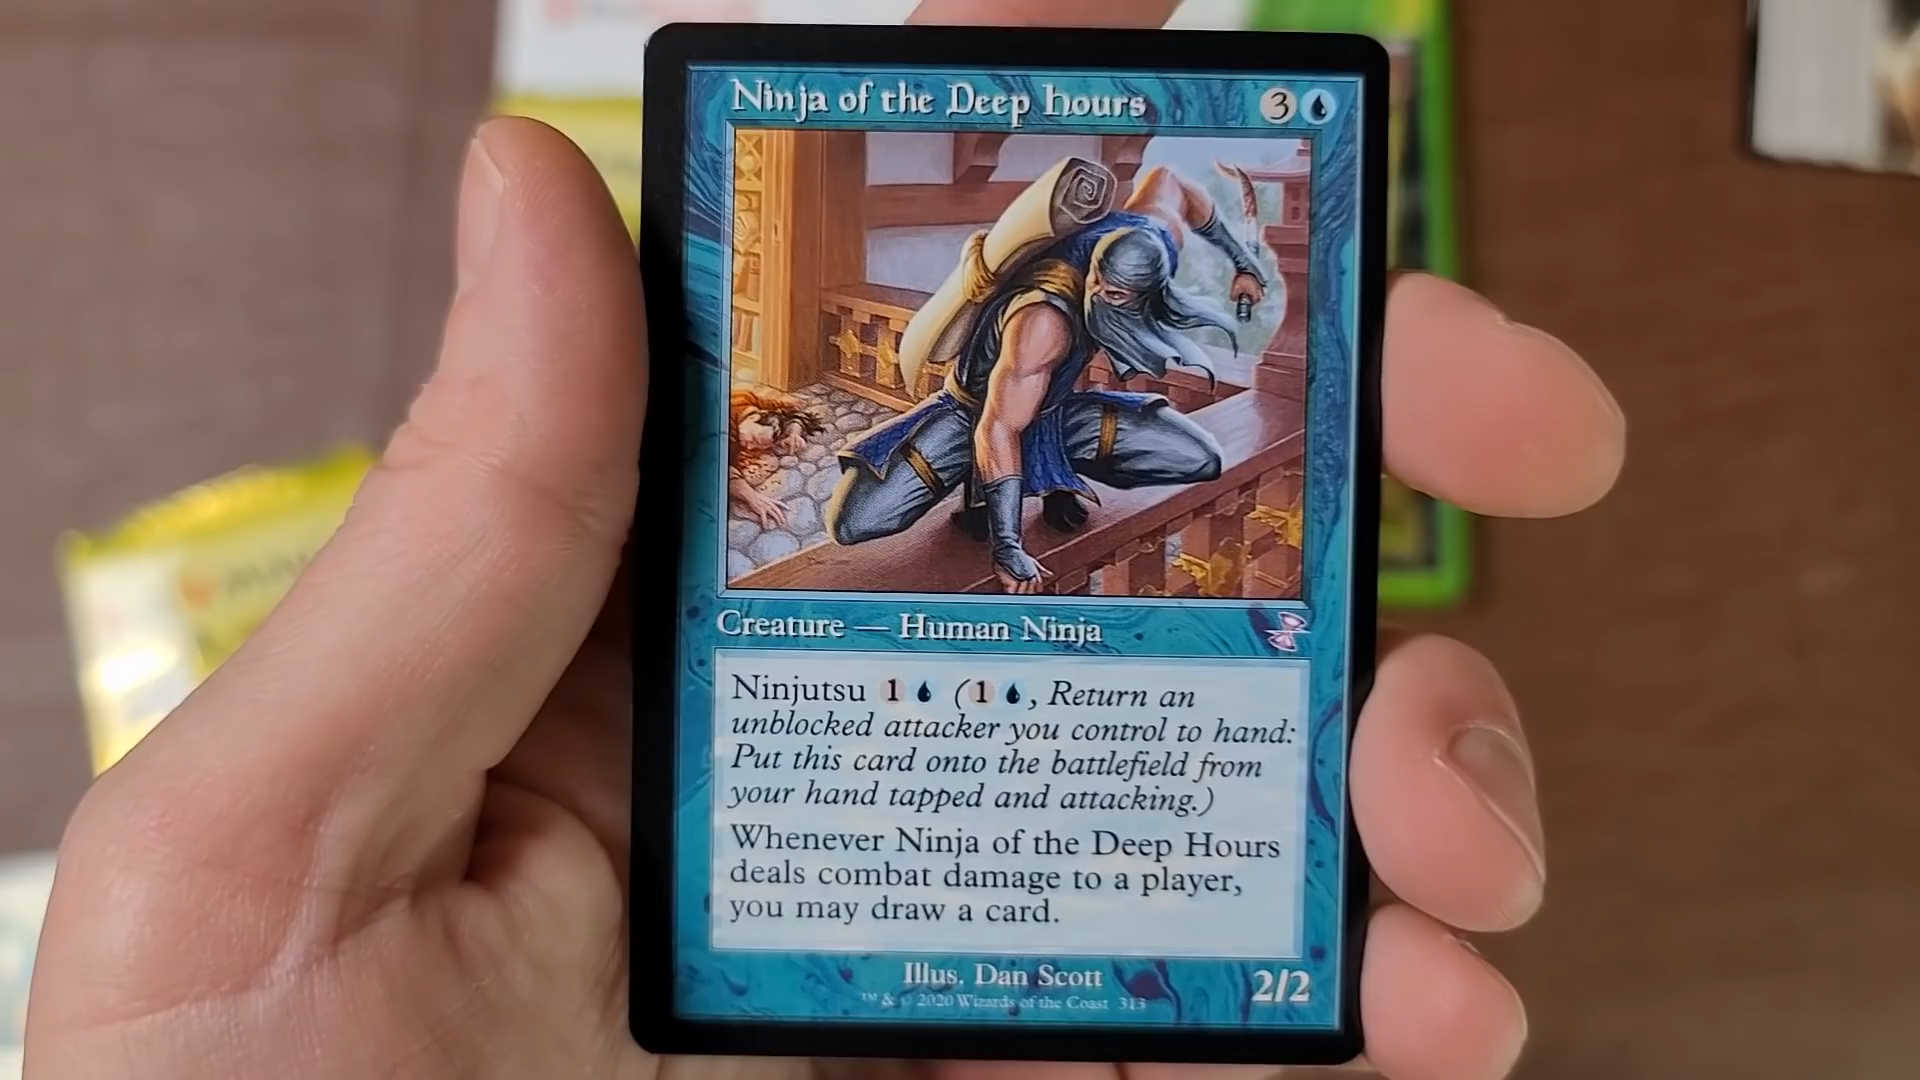 Ninja of the Deep Hours 3
Creature — Human Ninja
Ninjutsu 1 (1 , Return an
unblocked attacker you control to hand:
Put this card onto the battlefield from
your hand tapped and attacking.)
Whenever Ninja of the Deep Hours
deals combat damage to a player,
you may draw a card.
Illus. Dan Scott
2/2
™ & © 2020 Wizards of the Coast 313